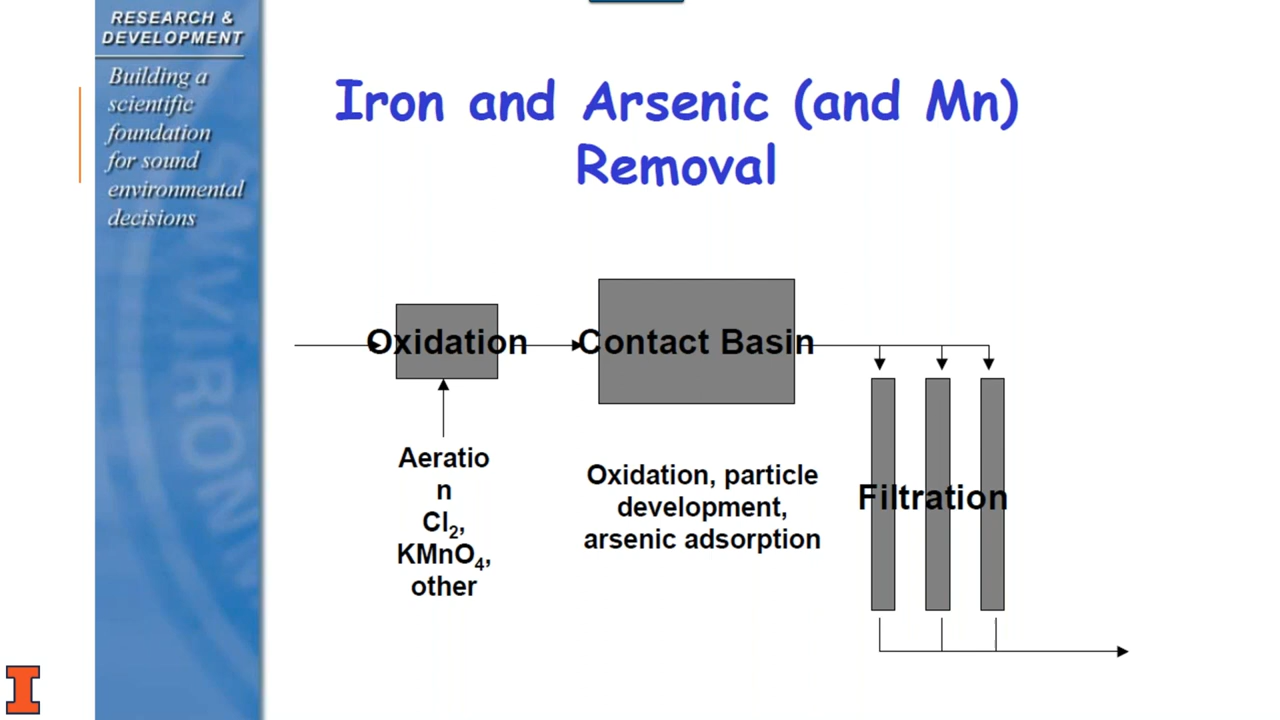 RESEARCH &
DEVELOPMENT
Building a
scientific
foundation
for sound
environmental
decisions
Iron and Arsenic (and Mn)
Removal
Oxidation
Contact Basin
Aeratio
n
Cl₂,
KMnO₄,
other
Oxidation, particle
development,
arsenic adsorption
Filtration
I